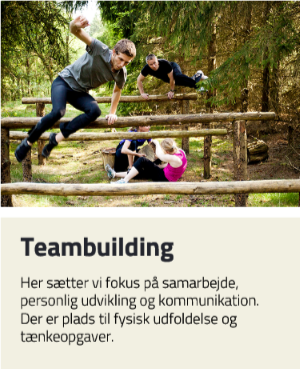 Teambuilding
Her sætter vi fokus på samarbejde,
personlig udvikling og kommunikation.
Der er plads til fysisk udfoldelse og
tænkeopgaver.